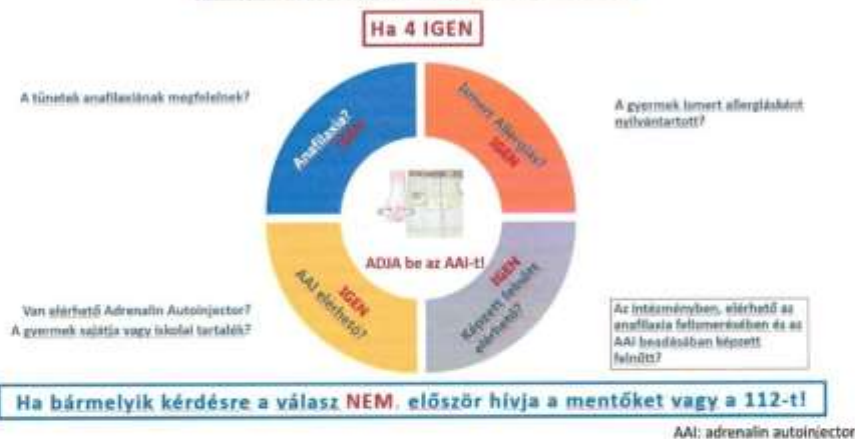 Ha 4 IGEN
A tünetek anafilaxiának megfelelnek?
Anafilaxia?
IGEN
Ismert Allergiás?
IGEN
A gyermek ismert allergiásként
nyilvántartott?
ADJA be az AAI-t!
IGEN
AAI elérhető?
IGEN
Képzett felnőtt
elérhető?
Van elérhető Adrenalin Autoinjector?
A gyermek sajátja vagy iskolai tartalék?
Az intézményben, elérhető az
anafilaxia felismerésében és az
AAI beadásában képzett
felnőtt?
Ha bármelyik kérdésre a válasz NEM, először hívja a mentőket vagy a 112-t!
AAI: adrenalin autoinjector